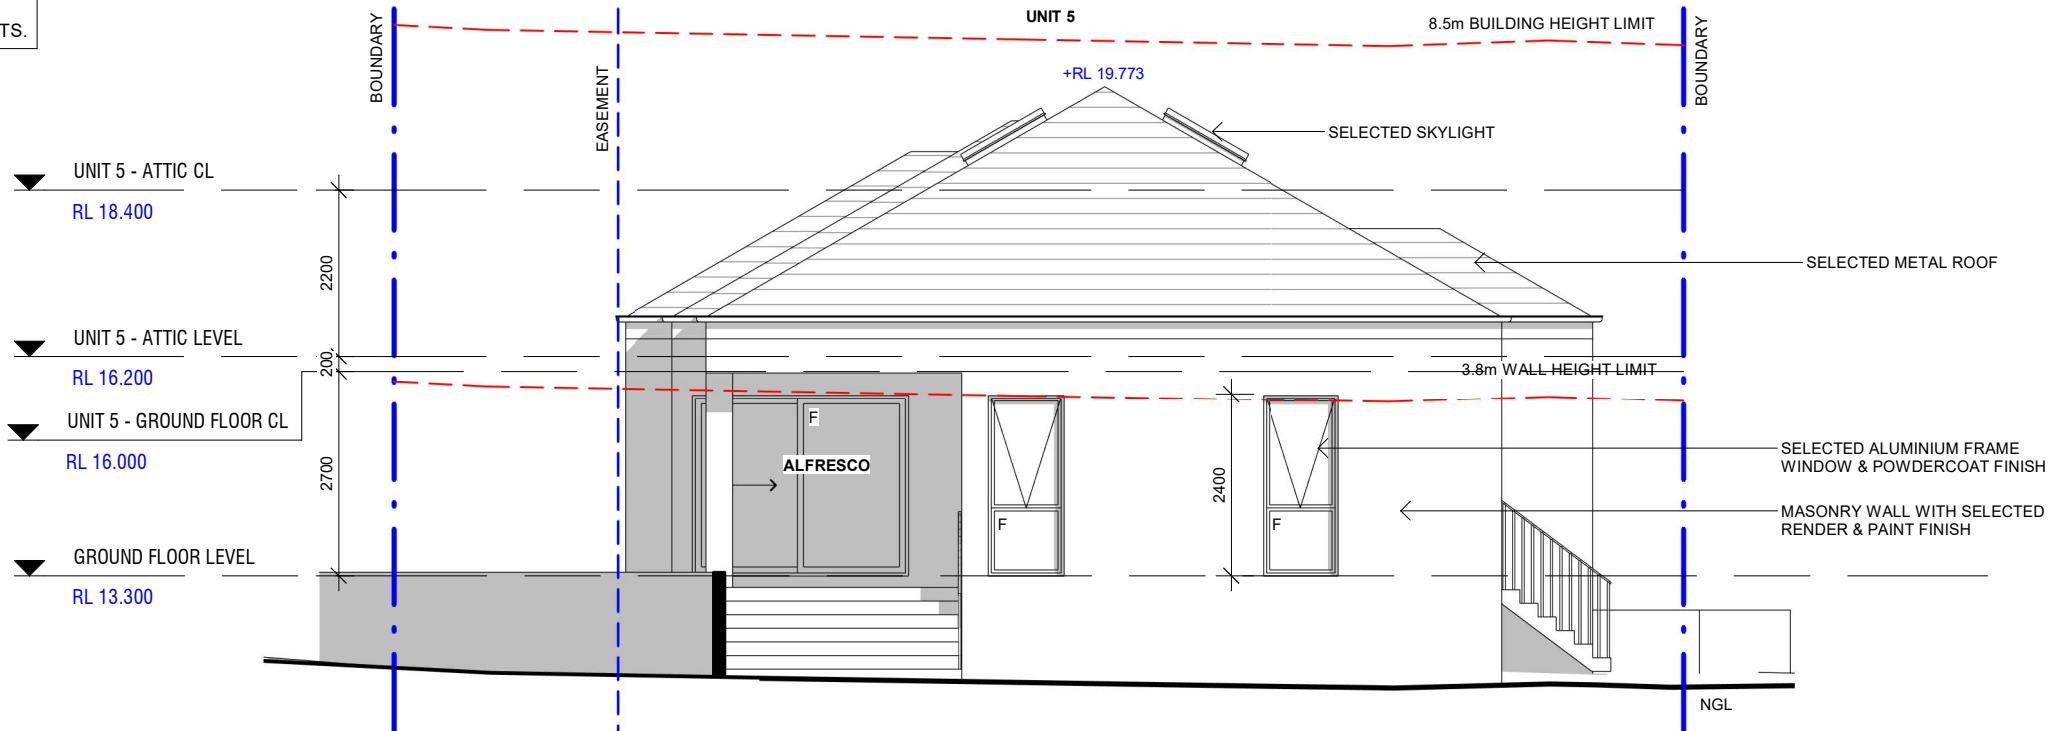 TS.
BOUNDARY
EASEMENT
UNIT 5
8.5m BUILDING HEIGHT LIMIT
BOUNDARY
+RL 19.773
SELECTED SKYLIGHT
UNIT 5 - ATTIC CL
RL 18.400
2200
SELECTED METAL ROOF
UNIT 5 - ATTIC LEVEL
RL 16.200
200
3.8m WALL HEIGHT LIMIT
UNIT 5 - GROUND FLOOR CL
RL 16.000
2700
F
ALFRESCO
F
2400
F
SELECTED ALUMINIUM FRAME
WINDOW & POWDERCOAT FINISH
MASONRY WALL WITH SELECTED
RENDER & PAINT FINISH
GROUND FLOOR LEVEL
RL 13.300
NGL